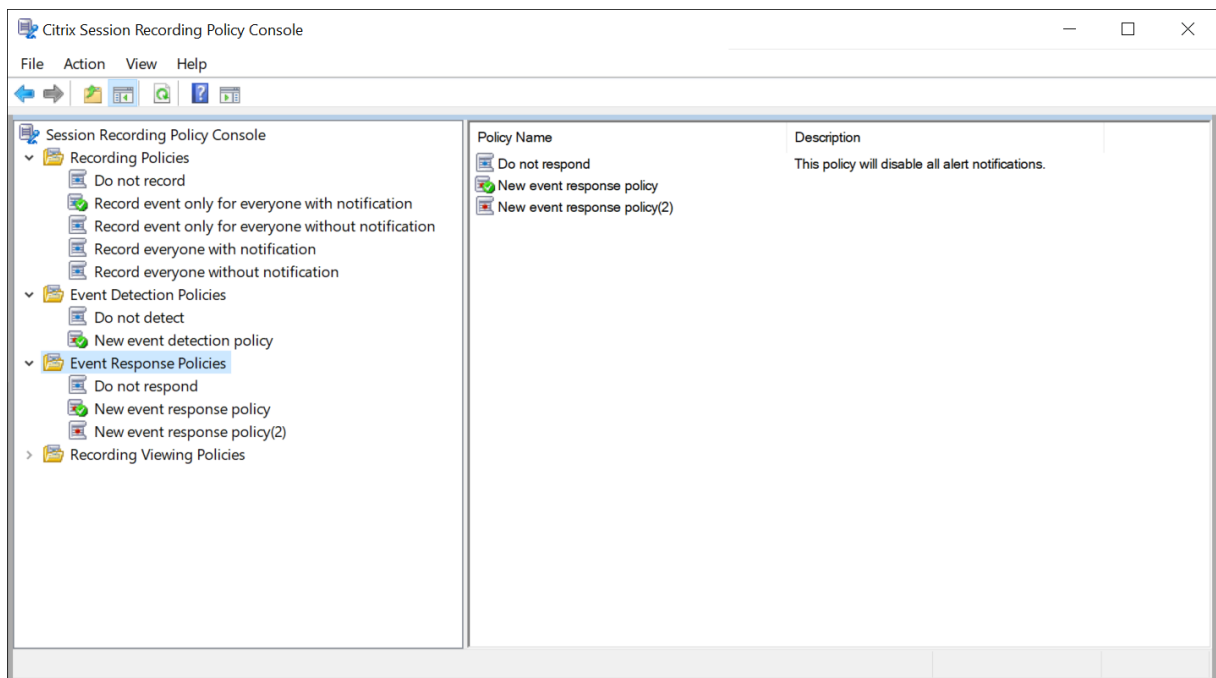 Citrix Session Recording Policy Console
File Action View Help
Session Recording Policy Console
Recording Policies
Do not record
Record event only for everyone with notification
Record event only for everyone without notification
Record everyone with notification
Record everyone without notification
Event Detection Policies
Do not detect
New event detection policy
Event Response Policies
Do not respond
New event response policy
New event response policy(2)
Recording Viewing Policies
Policy Name Description
Do not respond This policy will disable all alert notifications.
New event response policy
New event response policy(2)